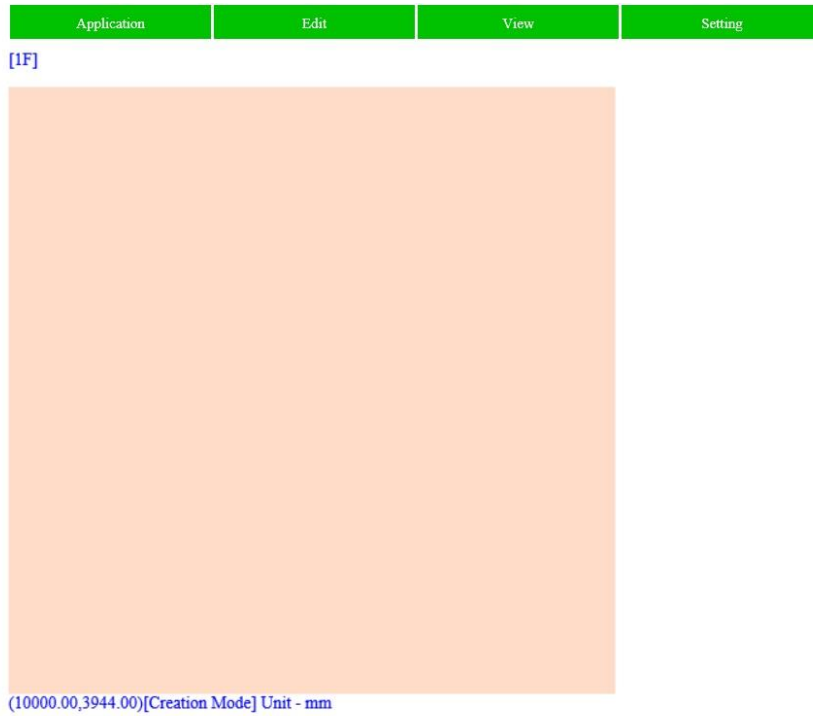 Application Edit View Setting
[1F]
(10000.00,3944.00)[Creation Mode] Unit - mm